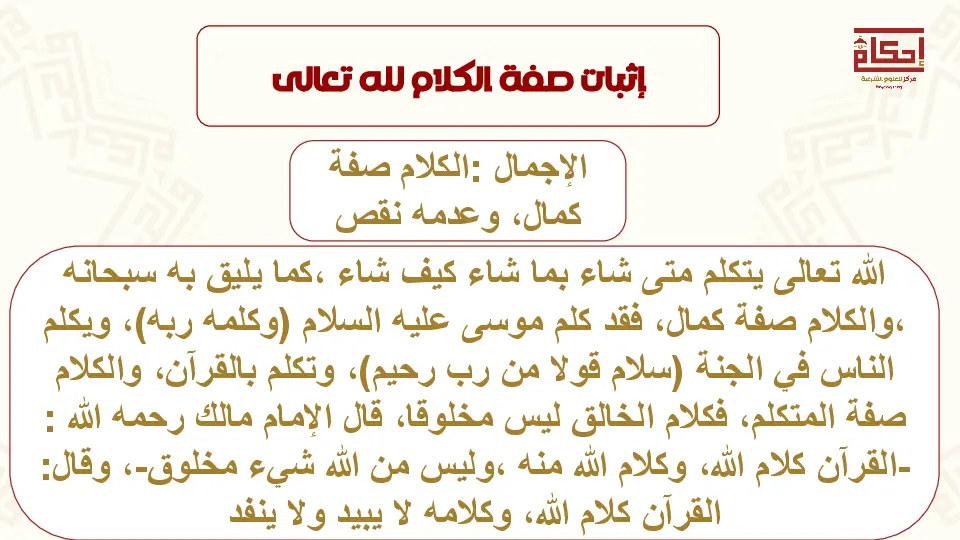 إحكام
مركز للعلوم الشرعية
إثبات صفة الكلام لله تعالى
الإجمال :الكلام صفة
كمال، وعدمه نقص
الله تعالى يتكلم متى شاء بما شاء كيف شاء ،كما يليق به سبحانه
،والكلام صفة كمال، فقد كلم موسى عليه السلام (وكلمه ربه)، ويكلم
الناس في الجنة (سلام قولا من رب رحيم)، وتكلم بالقرآن، والكلام
صفة المتكلم، فكلام الخالق ليس مخلوقا، قال الإمام مالك رحمه الله :
-القرآن كلام الله، وكلام الله منه ،وليس من الله شيء مخلوق-، وقال:
القرآن كلام الله، وكلامه لا يبيد ولا ينفد